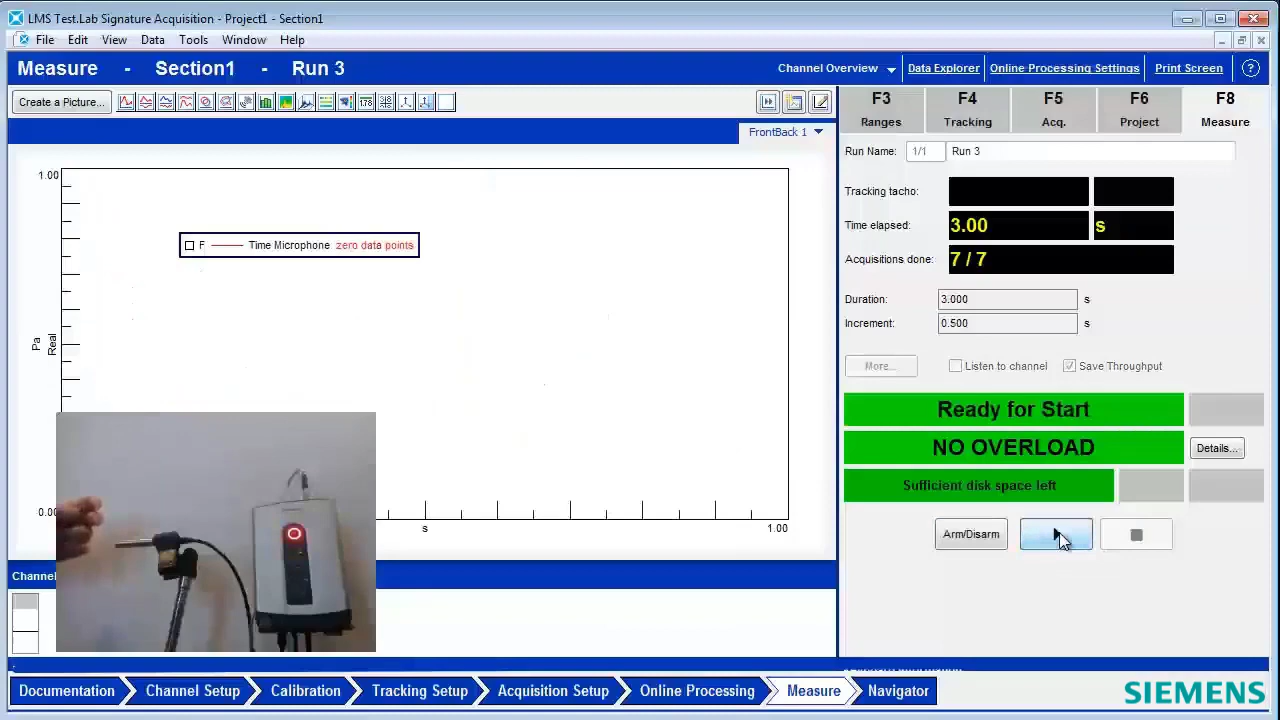 LMS Test.Lab Signature Acquisition - Project1 - Section1
File Edit View Data Tools Window Help
Measure - Section1 - Run 3
Channel Overview Data Explorer Online Processing Settings Print Screen ?
Create a Picture...
FrontBack 1
F3 F4 F5 F6 F8
Ranges Tracking Acq. Project Measure
Run Name: 1/1 Run 3
Tracking tacho:
Time elapsed: 3.00 s
Acquisitions done: 7 / 7
Duration: 3.000 s
Increment: 0.500 s
More... Listen to channel Save Throughput
Ready for Start
NO OVERLOAD Details...
Sufficient disk space left
Arm/Disarm
1.00
F Time Microphone zero data points
Pa
Real
0.00
s
1.00
Channel
Documentation Channel Setup Calibration Tracking Setup Acquisition Setup Online Processing Measure Navigator
SIEMENS